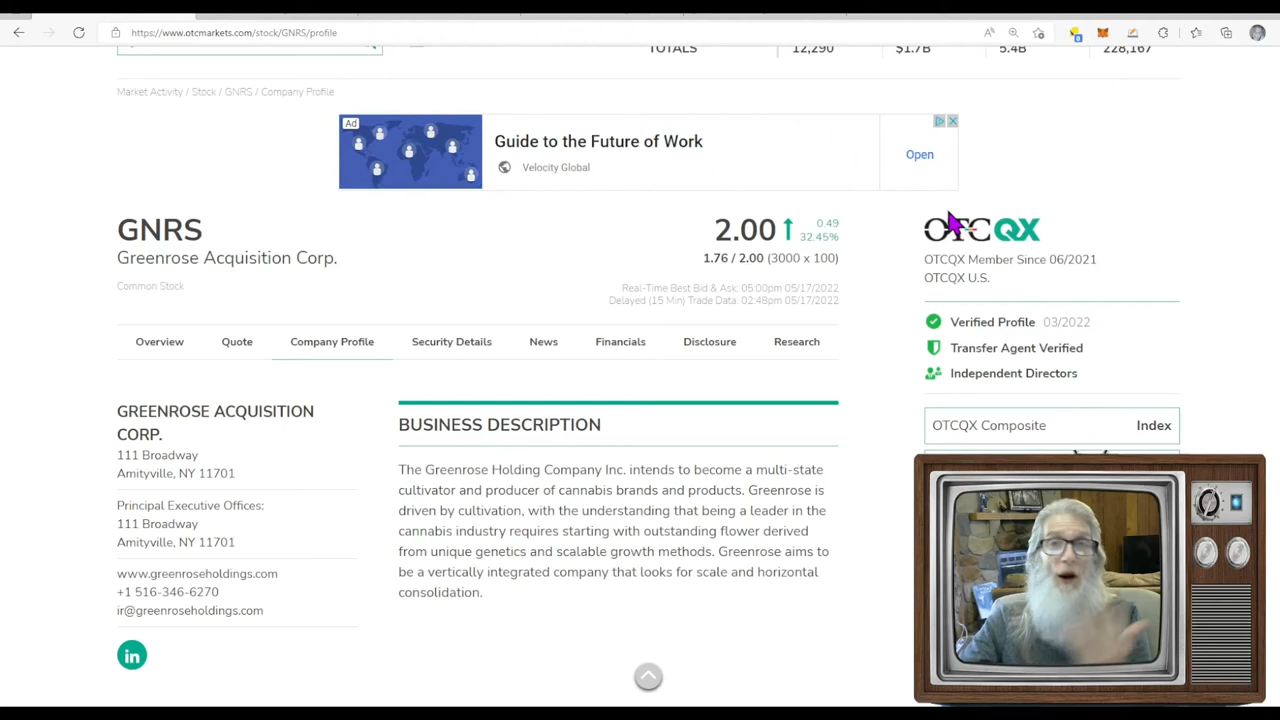 https://www.otcmarkets.com/stock/GNRS/profile
TOTALS 12,290 $1.7B 5.4B 228,167
Market Activity / Stock / GNRS / Company Profile
Ad
Guide to the Future of Work
Velocity Global
Open
GNRS
Greenrose Acquisition Corp.
Common Stock
2.00 0.49
32.45%
1.76 / 2.00 (3000 x 100)
Real-Time Best Bid & Ask: 05:00pm 05/17/2022
Delayed (15 Min) Trade Data: 02:48pm 05/17/2022
OTCQX
OTCQX Member Since 06/2021
OTCQX U.S.
Verified Profile 03/2022
Transfer Agent Verified
Independent Directors
OTCQX Composite Index
Overview Quote Company Profile Security Details News Financials Disclosure Research
GREENROSE ACQUISITION
CORP.
111 Broadway
Amityville, NY 11701
Principal Executive Offices:
111 Broadway
Amityville, NY 11701
www.greenroseholdings.com
+1 516-346-6270
ir@greenroseholdings.com
in
BUSINESS DESCRIPTION
The Greenrose Holding Company Inc. intends to become a multi-state
cultivator and producer of cannabis brands and products. Greenrose is
driven by cultivation, with the understanding that being a leader in the
cannabis industry requires starting with outstanding flower derived
from unique genetics and scalable growth methods. Greenrose aims to
be a vertically integrated company that looks for scale and horizontal
consolidation.